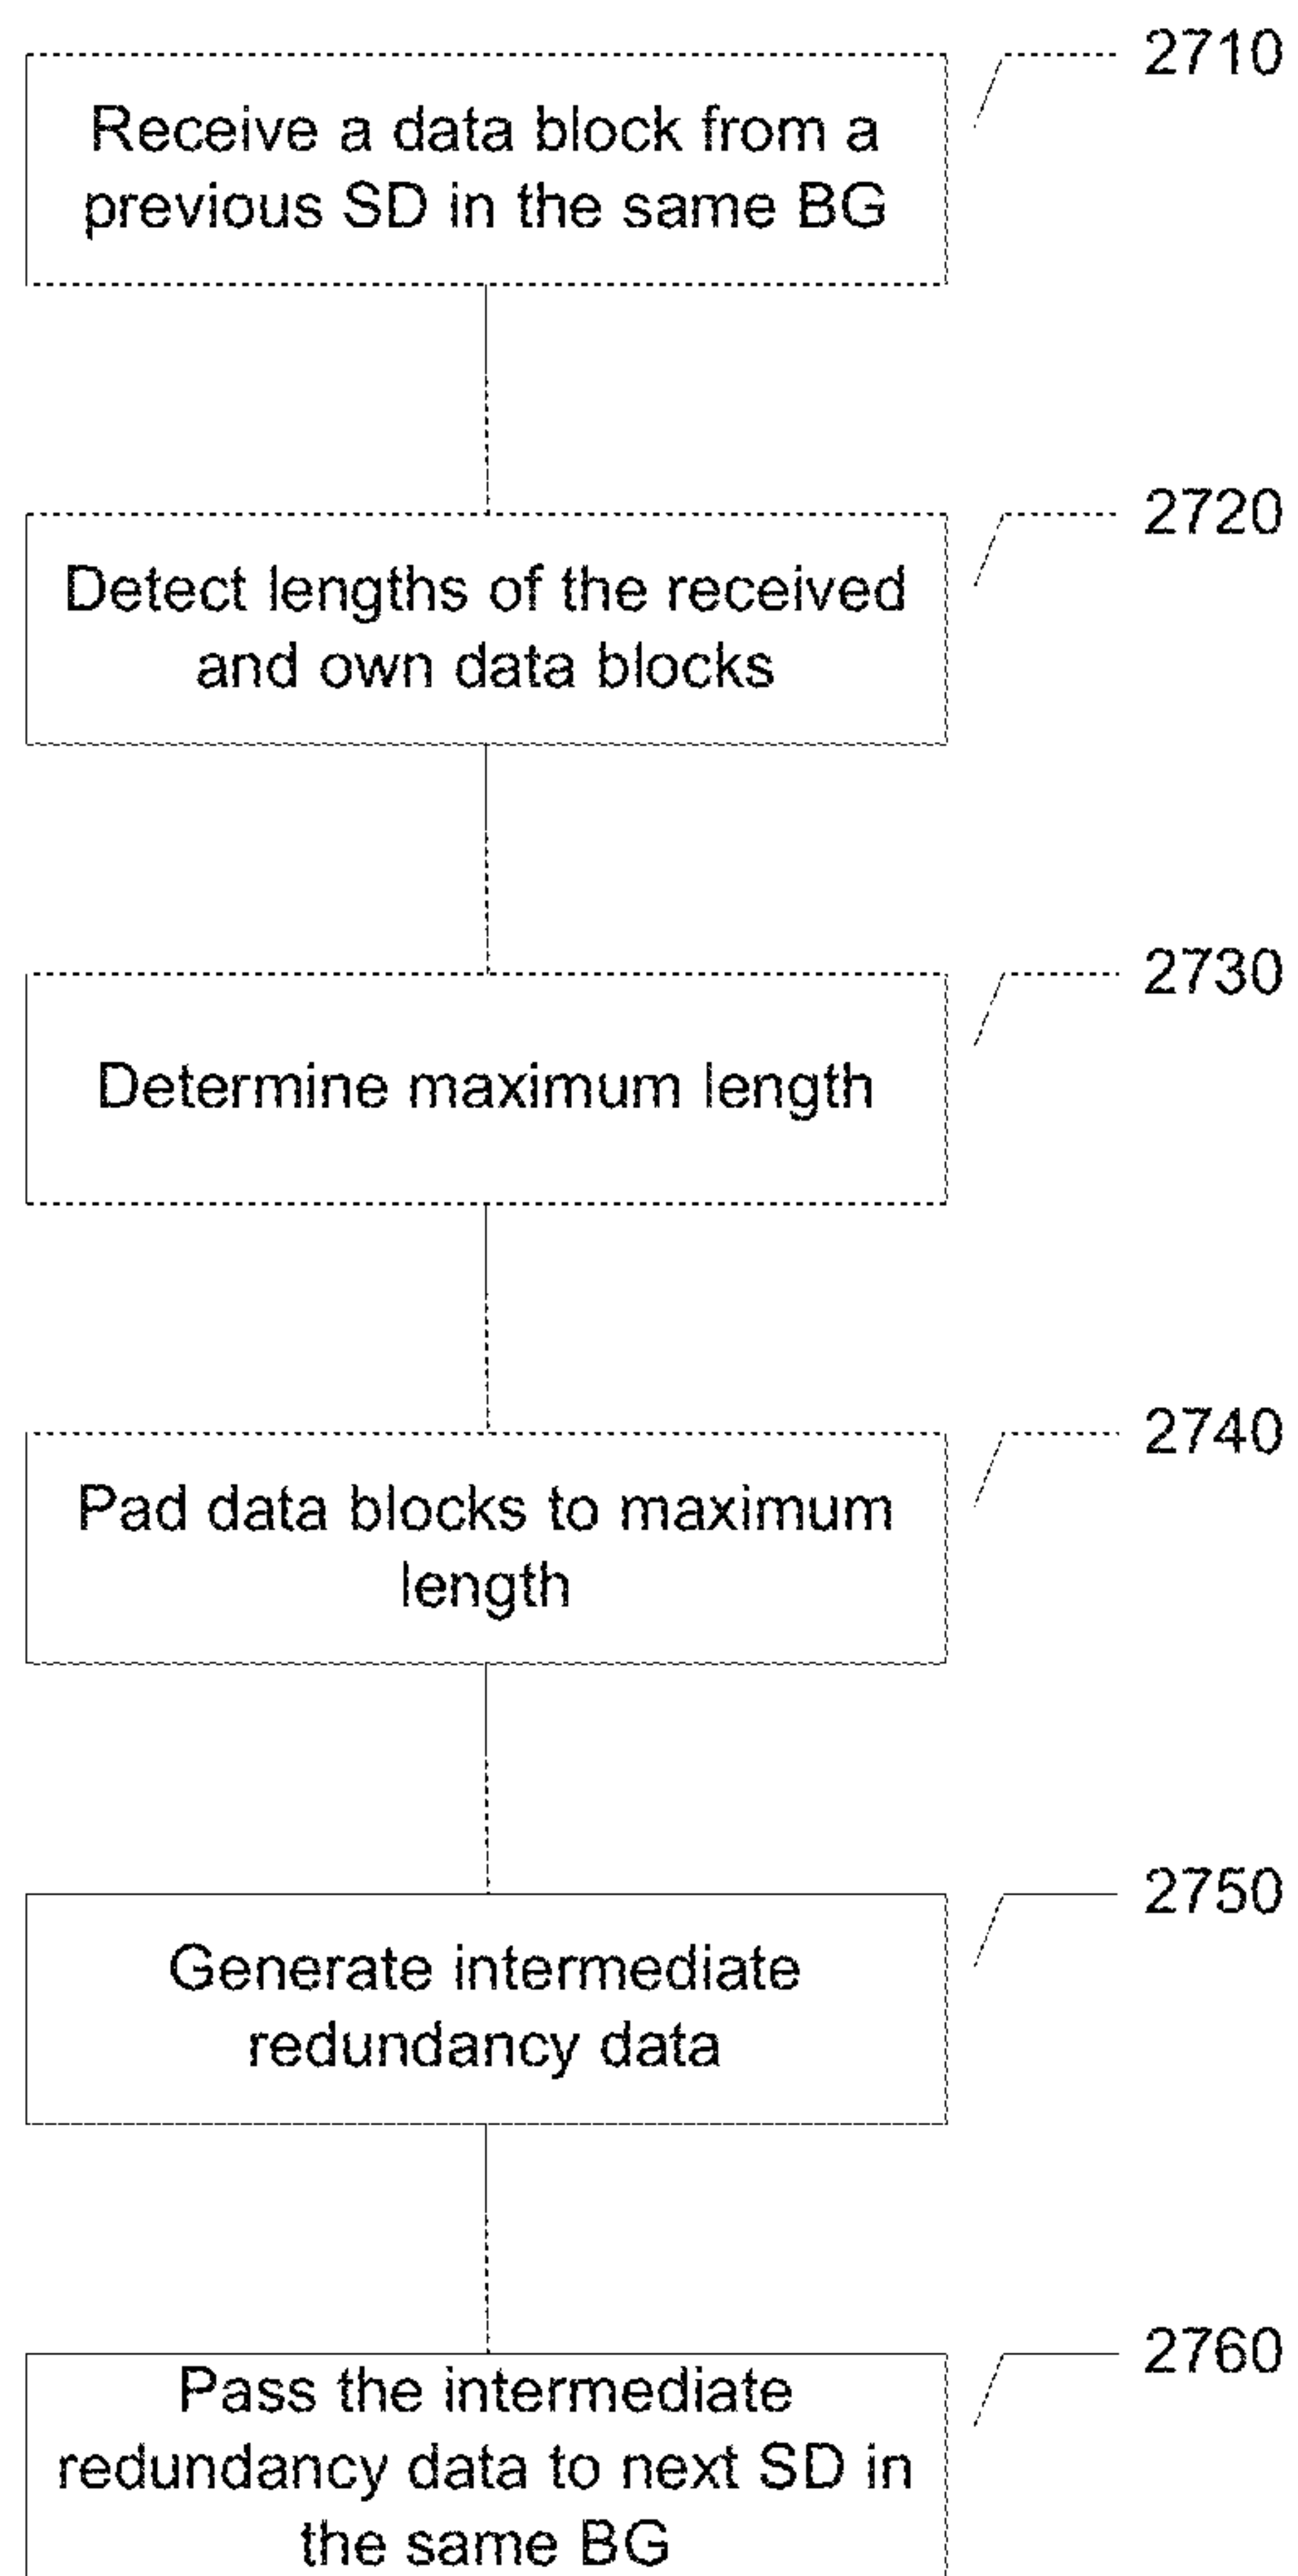 2710
Receive a data block from a
previous SD in the same BG
2720
Detect lengths of the received
and own data blocks
2730
Determine maximum length
2740
Pad data blocks to maximum
length
2750
Generate intermediate
redundancy data
2760
Pass the intermediate
redundancy data to next SD in
the same BG